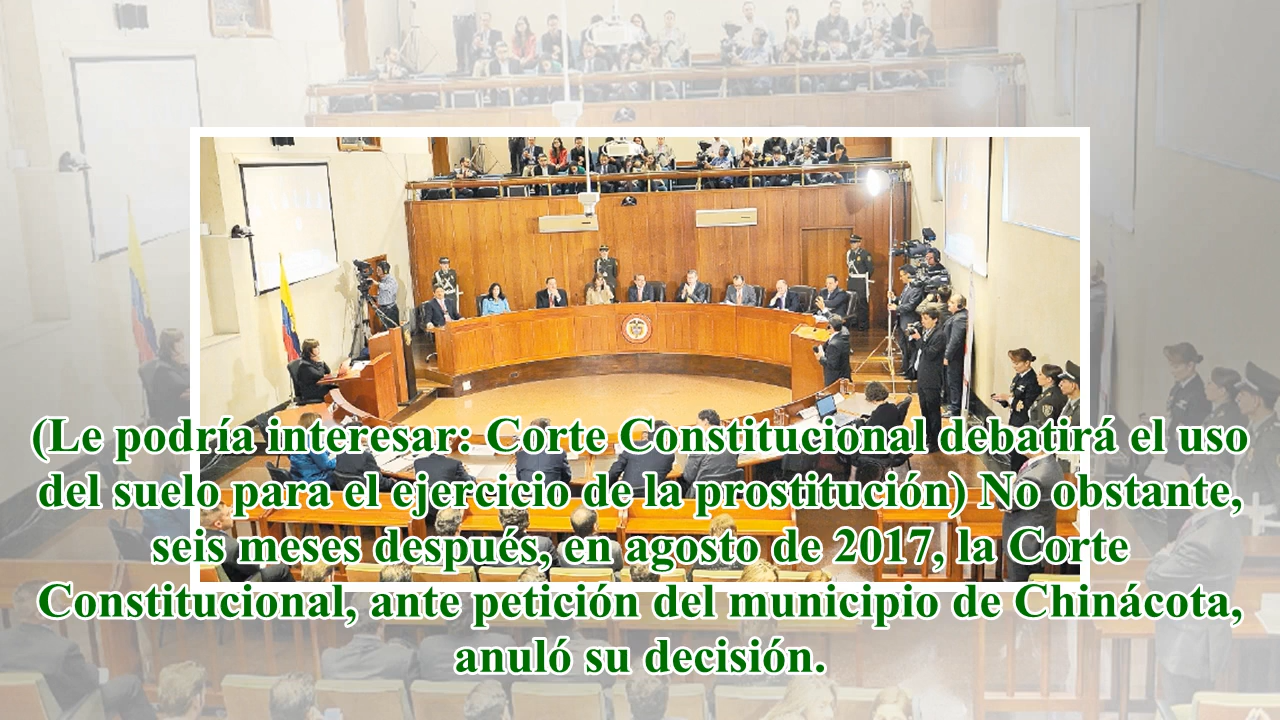 (Le podría interesar: Corte Constitucional debatirá el uso
del suelo para el ejercicio de la prostitución) No obstante,
seis meses después, en agosto de 2017, la Corte
Constitucional, ante petición del municipio de Chinácota,
anuló su decisión.